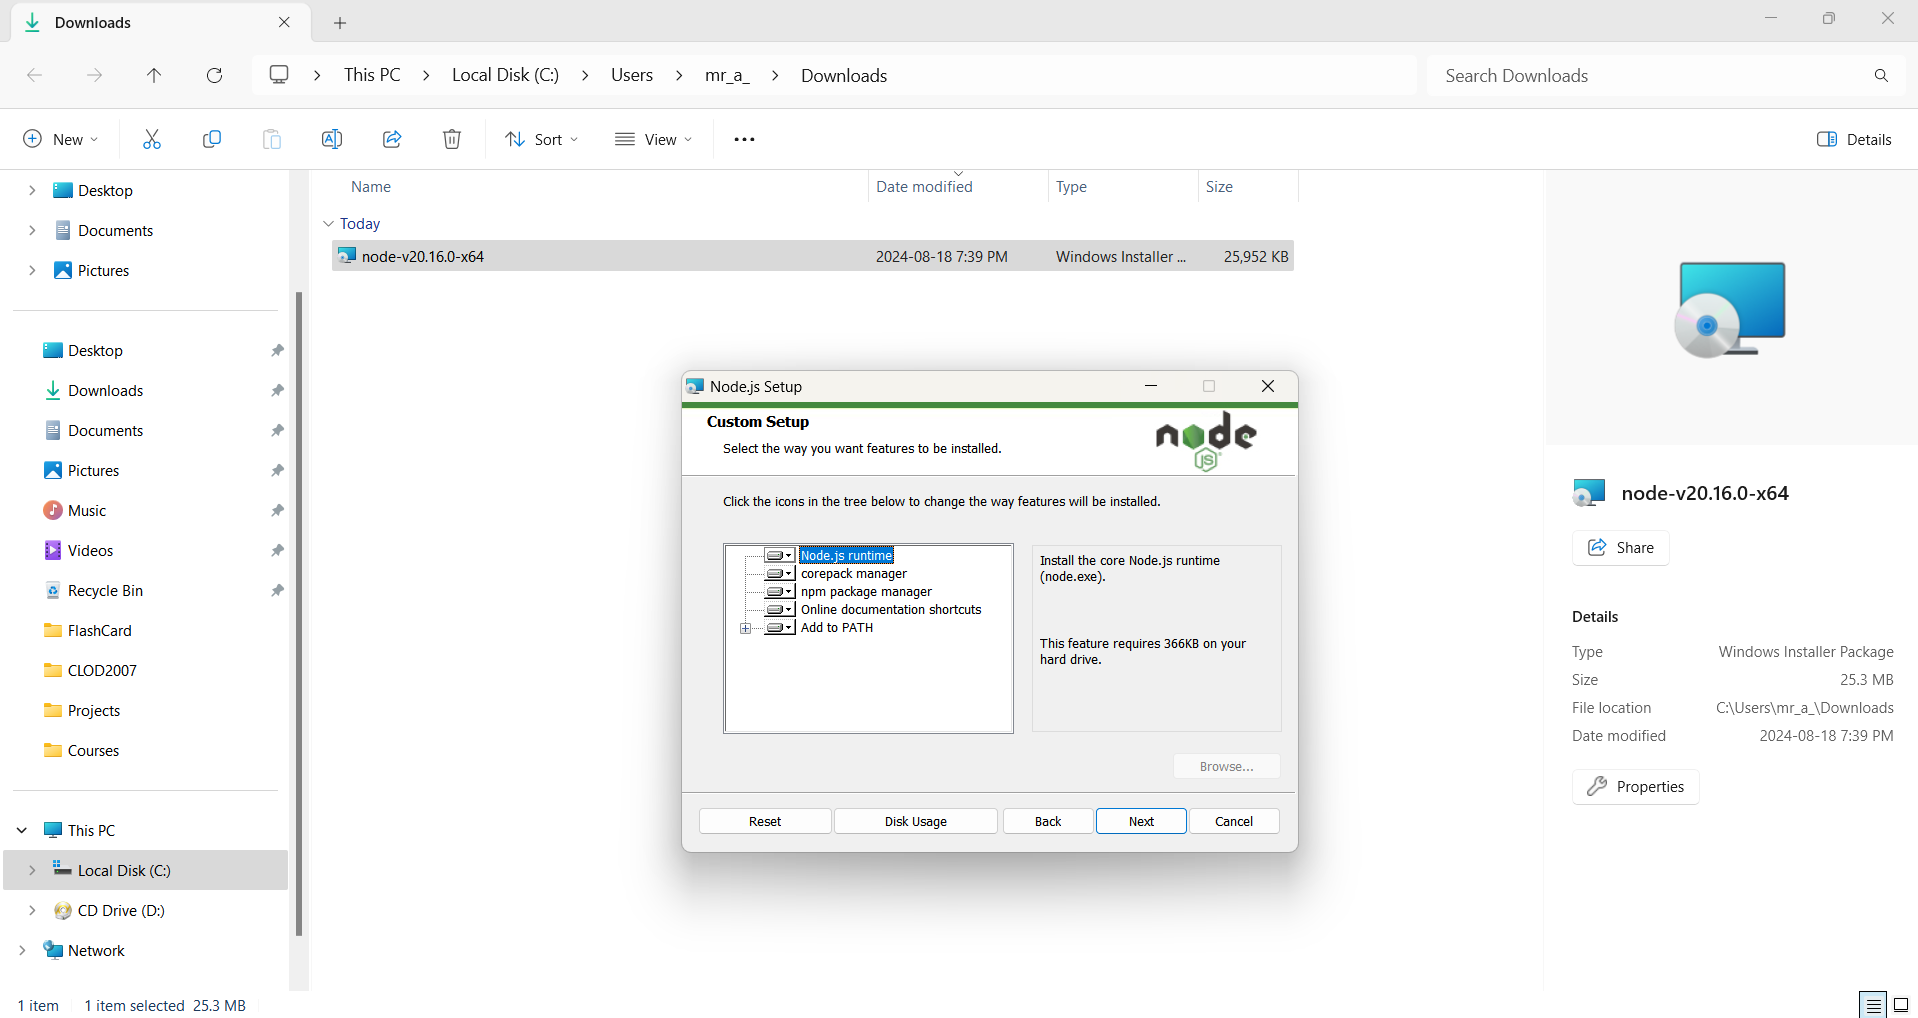 Downloads
This PC
Local Disk (C:)
Users
mr_a_
Downloads
Search Downloads
New
Sort
View
Details
Desktop
Documents
Pictures
Desktop
Downloads
Documents
Pictures
Music
Videos
Recycle Bin
FlashCard
CLOD2007
Projects
Courses
This PC
Local Disk (C:)
CD Drive (D:)
Network
Name
Date modified
Type
Size
Today
node-v20.16.0-x64
2024-08-18 7:39 PM
Windows Installer ...
25,952 KB
Node.js Setup
Custom Setup
Select the way you want features to be installed.
node
JS
Click the icons in the tree below to change the way features will be installed.
Node.js runtime
corepack manager
npm package manager
Online documentation shortcuts
Add to PATH
Install the core Node.js runtime
(node.exe).
This feature requires 366KB on your
hard drive.
Browse...
Reset
Disk Usage
Back
Next
Cancel
node-v20.16.0-x64
Share
Details
Type
Windows Installer Package
Size
25.3 MB
File location
C:\Users\mr_a_\Downloads
Date modified
2024-08-18 7:39 PM
Properties
1 item
1 item selected 25.3 MB